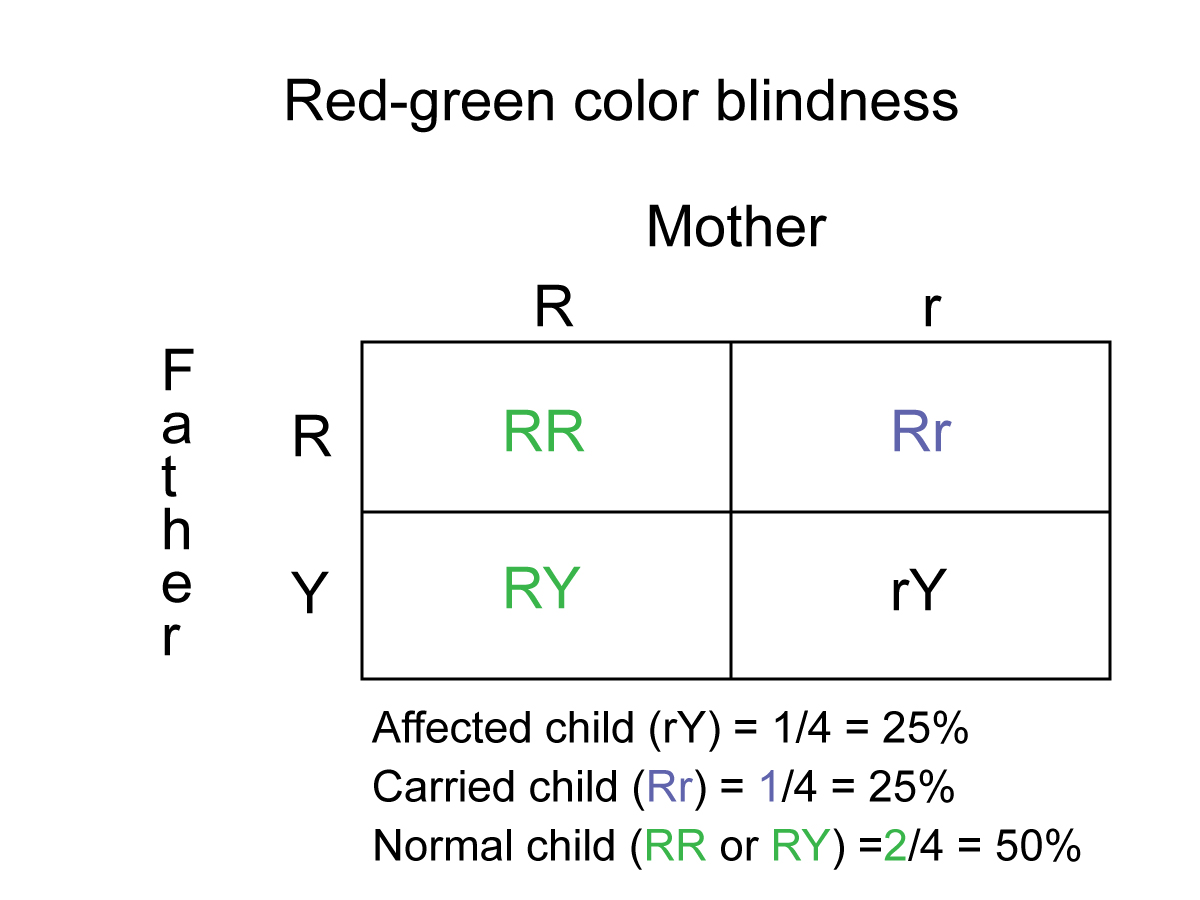 Red-green color blindness
Mother
R r
Father
R RR Rr
Y RY rY
Affected child (rY) = 1/4 = 25%
Carried child (Rr) = 1/4 = 25%
Normal child (RR or RY) =2/4 = 50%